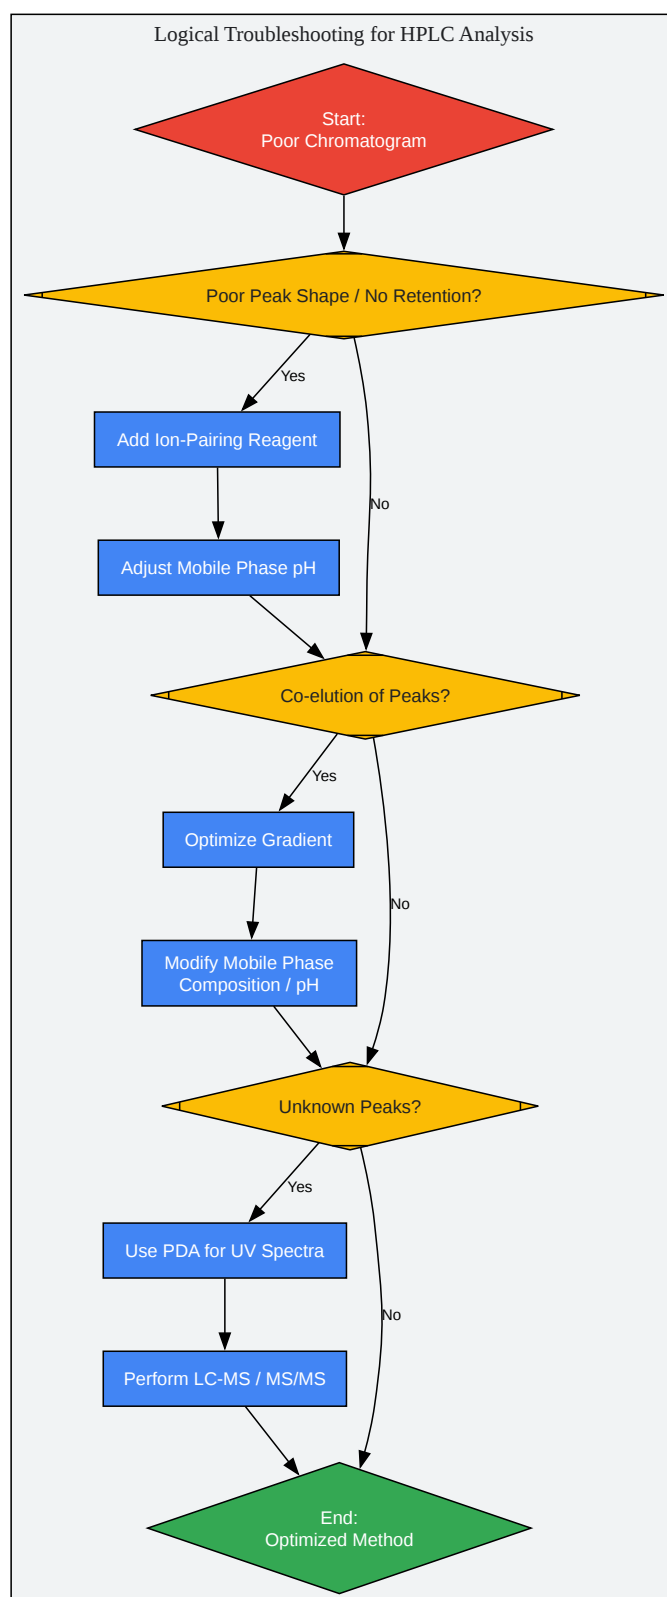 Logical Troubleshooting for HPLC Analysis
Start:
Poor Chromatogram
Poor Peak Shape / No Retention?
Yes
Add Ion-Pairing Reagent
No
Adjust Mobile Phase pH
Co-elution of Peaks?
Yes
Optimize Gradient
No
Modify Mobile Phase
Composition / pH
Unknown Peaks?
Yes
Use PDA for UV Spectra
No
Perform LC-MS / MS/MS
End:
Optimized Method